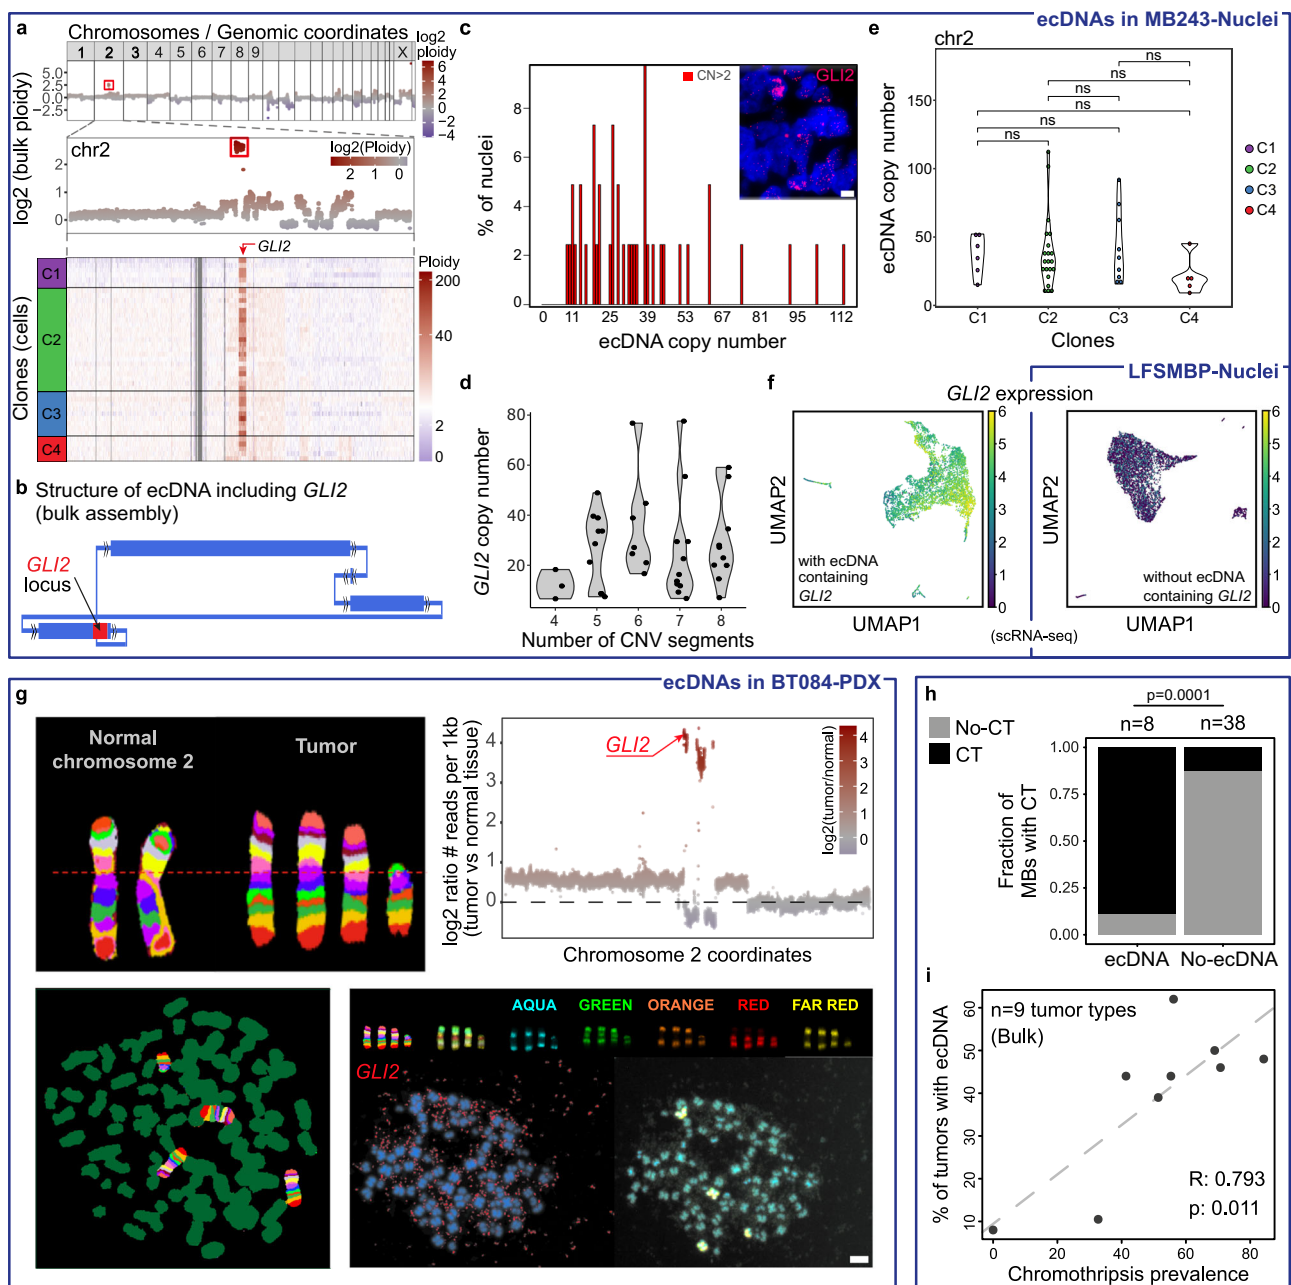 ecDNAs in MB243-Nuclei
a
Chromosomes / Genomic coordinates
1 2 3 4 5 6 7 8 9 X
log2 ploidy
6
4
2
0
−2
−4
log2 (bulk ploidy)
5.0
2.5
0
−2.5
chr2
2
1
0
log2(Ploidy)
2 1 0
GLI2
Clones (cells)
C1
C2
C3
C4
Ploidy
200
40
2
0
b Structure of ecDNA including GLI2
(bulk assembly)
GLI2
locus
c
CN>2
GLI2
% of nuclei
8
6
4
2
0
0 11 25 39 53 67 81 95 112
ecDNA copy number
d
GLI2 copy number
80
60
40
20
4 5 6 7 8
Number of CNV segments
e
chr2
ecDNA copy number
150
100
50
0
ns
ns
ns
ns
ns
ns
C1 C2 C3 C4
Clones
C1
C2
C3
C4
LFSMBP-Nuclei
f
GLI2 expression
UMAP2
UMAP1
with ecDNA
containing
GLI2
6
5
4
3
2
1
0
(scRNA-seq)
UMAP2
UMAP1
without ecDNA
containing GLI2
6
5
4
3
2
1
0
g
ecDNAs in BT084-PDX
Normal
chromosome 2
Tumor
log2 ratio # reads per 1kb
(tumor vs normal tissue)
4
3
2
1
0
GLI2
log2(tumor/normal)
4
3
2
1
0
Chromosome 2 coordinates
AQUA GREEN ORANGE RED FAR RED
GLI2
h
p=0.0001
No-CT
CT
n=8 n=38
Fraction of
MBs with CT
1.00
0.75
0.50
0.25
0.00
ecDNA No-ecDNA
i
n=9 tumor types
(Bulk)
% of tumors with ecDNA
60
50
40
30
20
10
R: 0.793
p: 0.011
0 20 40 60 80
Chromothripsis prevalence